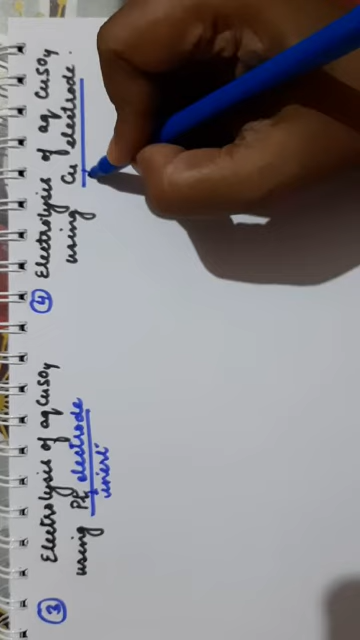 ③ Electrolysis of aq CuSO4
using Pt electrode
inert
④ Electrolysis of aq CuSO4
using Cu electrode.